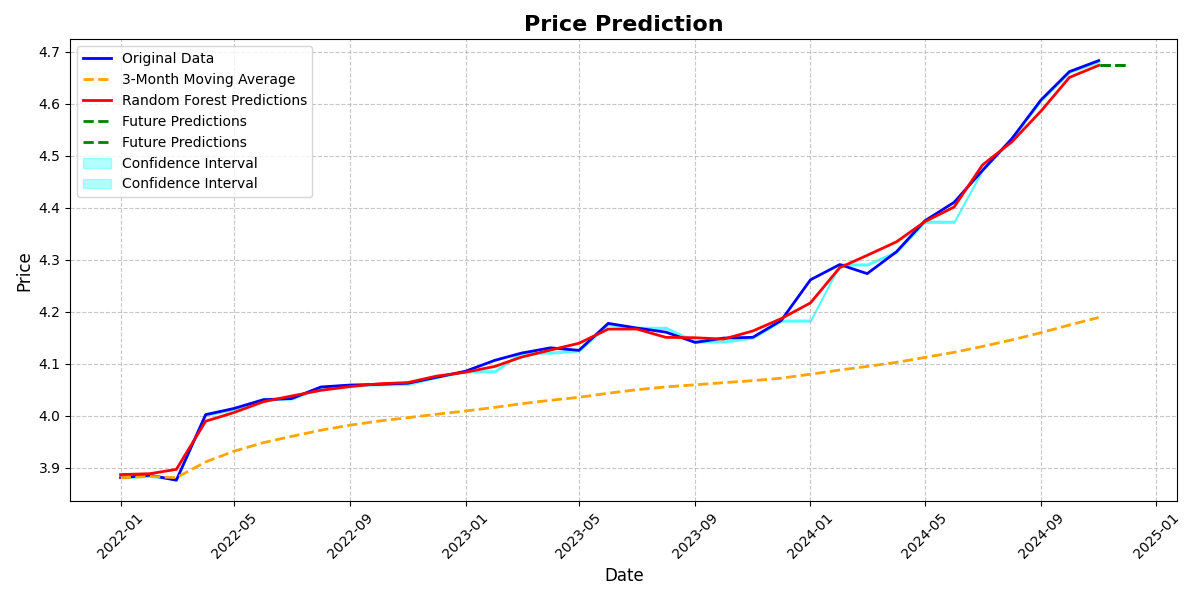 Price Prediction
Original Data
3-Month Moving Average
Random Forest Predictions
Future Predictions
Future Predictions
Confidence Interval
Confidence Interval
4.7
4.6
4.5
4.4
4.3
4.2
4.1
4.0
3.9
Price
2022-01
2022-05
2022-09
2023-01
2023-05
2023-09
2024-01
2024-05
2024-09
2025-01
Date